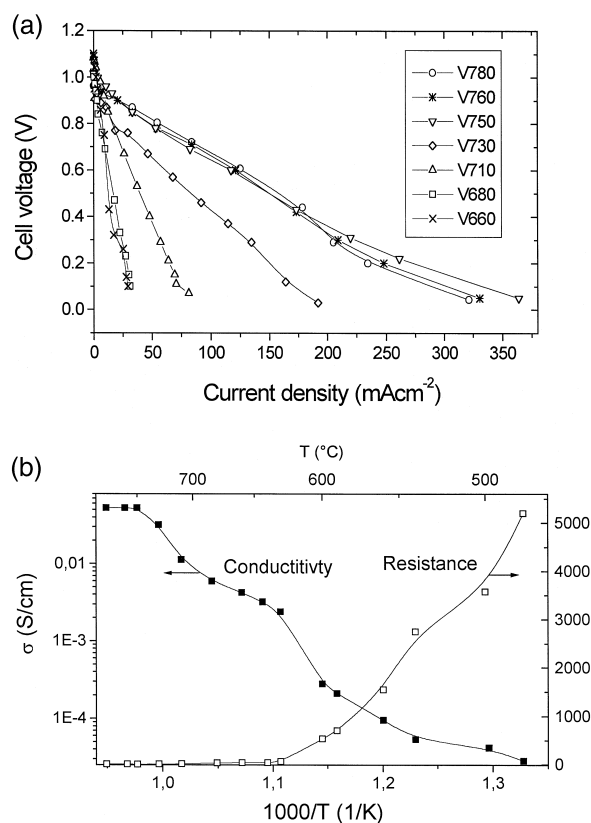 (a)
1.2
1.0
0.8
0.6
0.4
0.2
0.0
Cell voltage (V)
V780
V760
V750
V730
V710
V680
V660
0 50 100 150 200 250 300 350
Current density (mAcm-2)
(b)
T (°C)
700 600 500
0,01
1E-3
1E-4
σ (S/cm)
Conductitivty
Resistance
5000
4000
3000
2000
1000
0
1,0 1,1 1,2 1,3
1000/T (1/K)